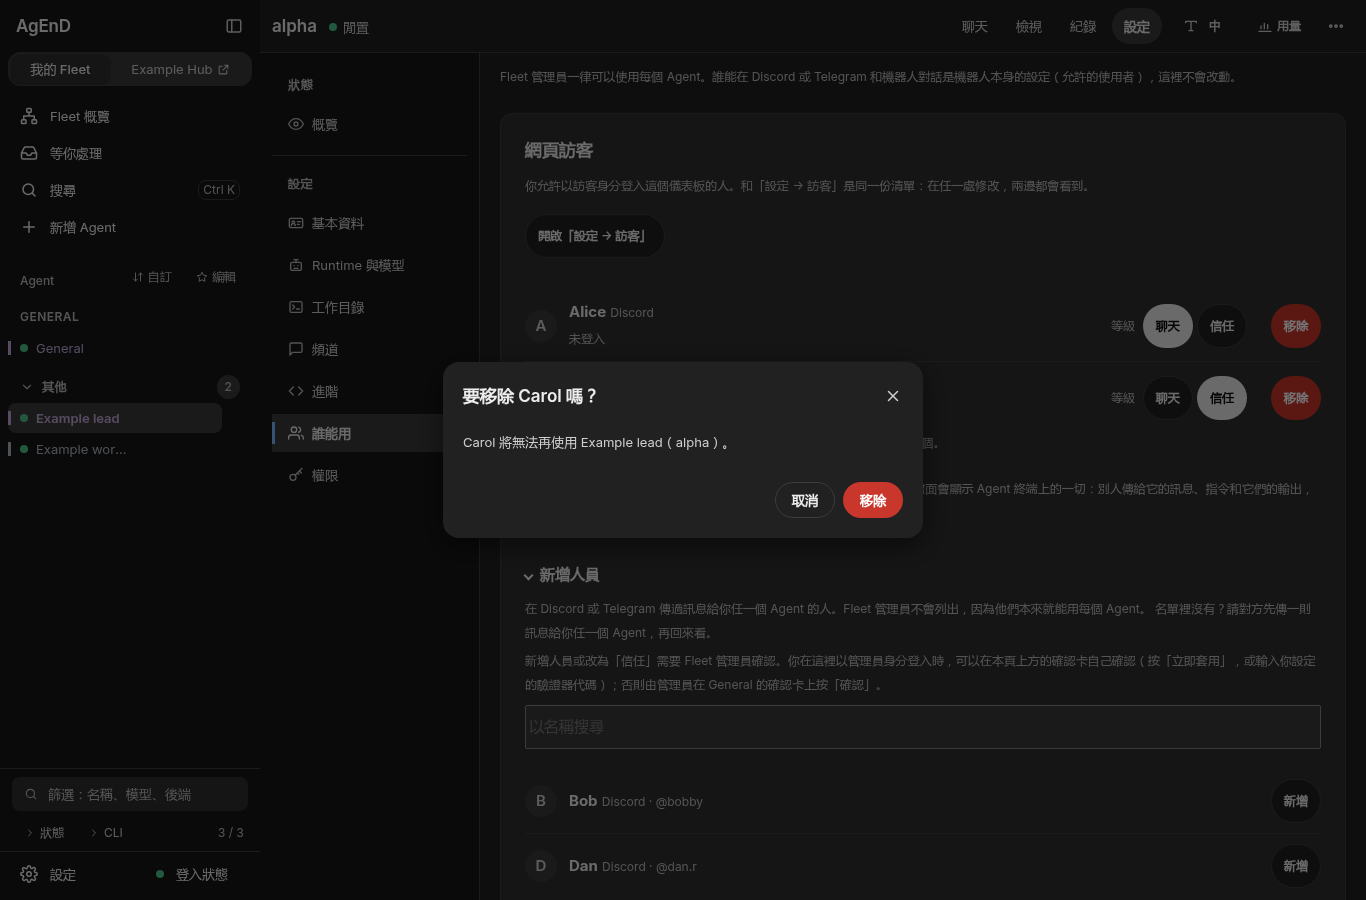 AgEnD
我的 Fleet
Example Hub
Fleet 概覽
等你處理
搜尋
Ctrl K
新增 Agent
Agent
自訂
編輯
GENERAL
General
其他
2
Example lead
Example wor...
篩選：名稱、模型、後端
狀態
CLI
3 / 3
設定
登入狀態
alpha
閒置
聊天
檢視
紀錄
設定
中
用量
狀態
概覽
設定
基本資料
Runtime 與模型
工作目錄
頻道
進階
誰能用
權限
Fleet 管理員一律可以使用每個 Agent。誰能在 Discord 或 Telegram 和機器人對話是機器人本身的設定（允許的使用者），這裡不會改動。
網頁訪客
你允許以訪客身分登入這個儀表板的人。和「設定 → 訪客」是同一份清單：在任一處修改，兩邊都會看到。
開啟「設定 → 訪客」
A
Alice Discord
未登入
等級
聊天
信任
移除
等級
聊天
信任
移除
個。
面會顯示 Agent 終端上的一切：別人傳給它的訊息、指令和它們的輸出，
要移除 Carol 嗎？
Carol 將無法再使用 Example lead（alpha）。
取消
移除
新增人員
在 Discord 或 Telegram 傳過訊息給你任一個 Agent 的人。Fleet 管理員不會列出，因為他們本來就能用每個 Agent。 名單裡沒有？請對方先傳一則
訊息給你任一個 Agent，再回來看。
新增人員或改為「信任」需要 Fleet 管理員確認。你在這裡以管理員身分登入時，可以在本頁上方的確認卡自己確認（按「立即套用」，或輸入你設定
的驗證器代碼）；否則由管理員在 General 的確認卡上按「確認」。
以名稱搜尋
B
Bob Discord · @bobby
新增
D
Dan Discord · @dan.r
新增